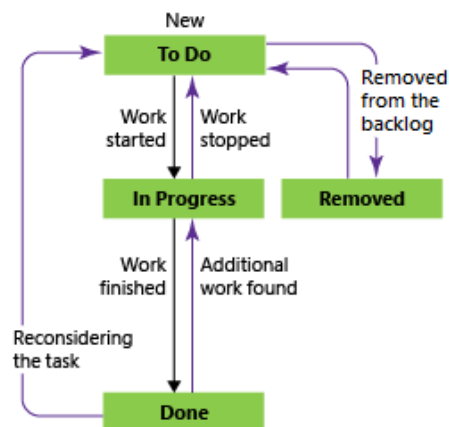 New
To Do
Removed
from the
backlog
Work
started
Work
stopped
In Progress
Removed
Work
finished
Additional
work found
Reconsidering
the task
Done